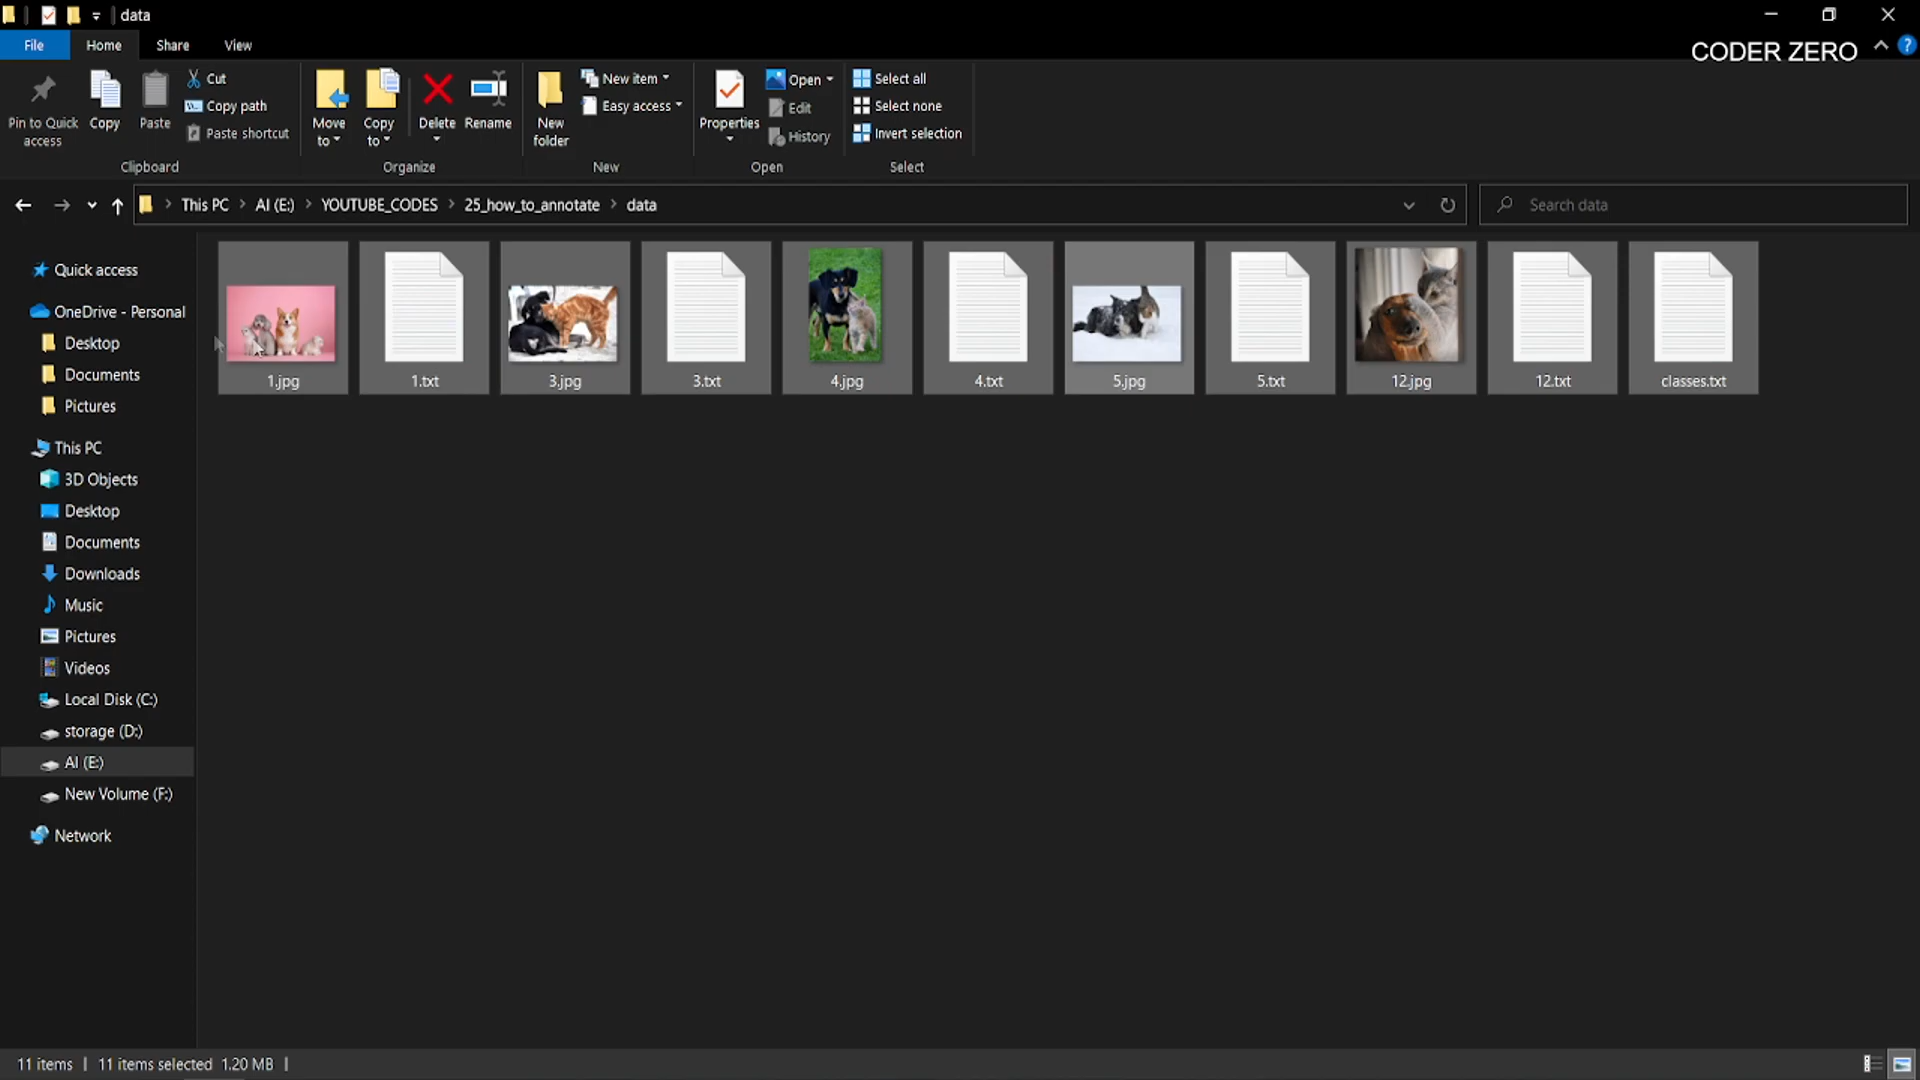 data
File Home Share View
CODER ZERO
Pin to Quick access
Copy
Paste
Cut
Copy path
Paste shortcut
Clipboard
Move to
Copy to
Delete
Rename
Organize
New folder
New item
Easy access
New
Properties
Open
Edit
History
Open
Select all
Select none
Invert selection
Select
This PC > AI (E:) > YOUTUBE_CODES > 25_how_to_annotate > data
Search data
Quick access
OneDrive - Personal
Desktop
Documents
Pictures
This PC
3D Objects
Desktop
Documents
Downloads
Music
Pictures
Videos
Local Disk (C:)
storage (D:)
AI (E:)
New Volume (F:)
Network
1.jpg 1.txt 3.jpg 3.txt 4.jpg 4.txt 5.jpg 5.txt 12.jpg 12.txt classes.txt
11 items | 11 items selected 1.20 MB |